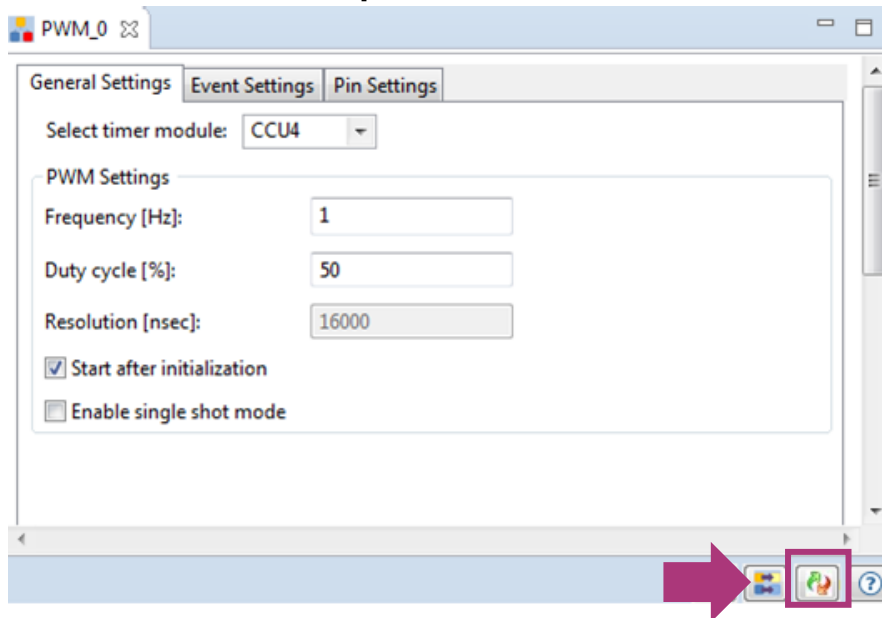 PWM_0
General Settings Event Settings Pin Settings
Select timer module: CCU4
PWM Settings
Frequency [Hz]: 1
Duty cycle [%]: 50
Resolution [nsec]: 16000
Start after initialization
Enable single shot mode
?